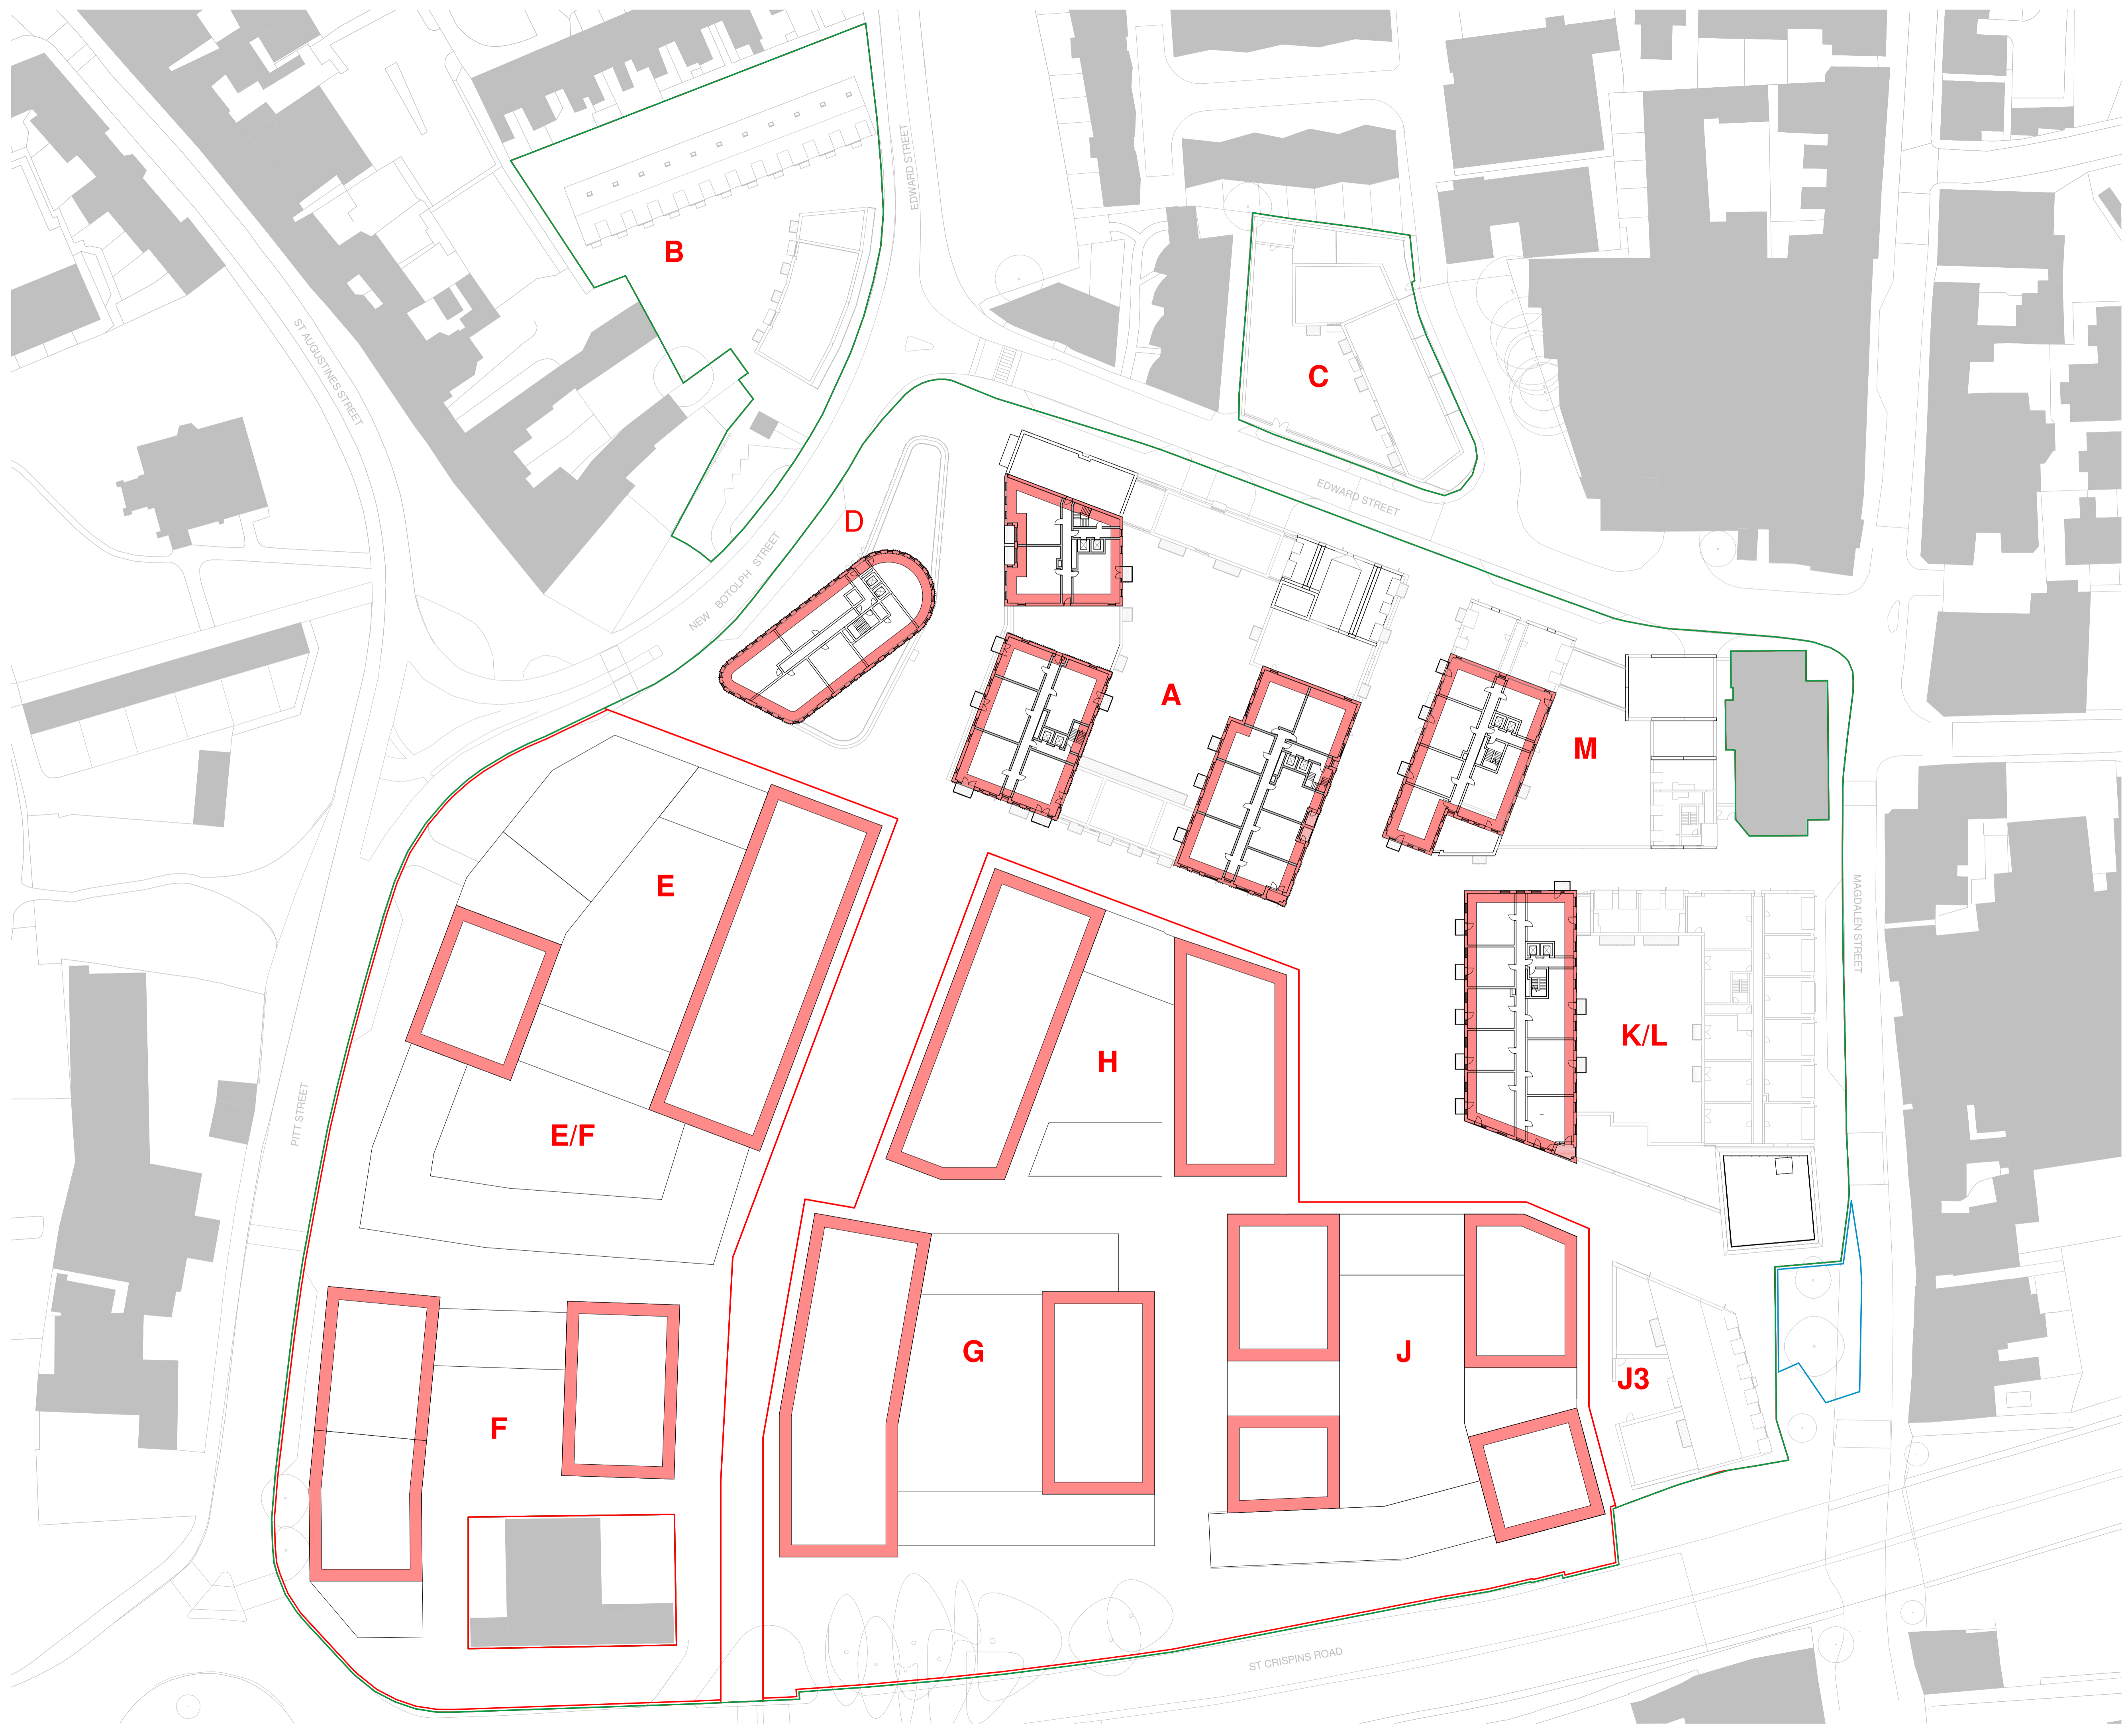 EDWARD STREET
B
ST AUGUSTINES STREET
C
EDWARD STREET
D
NEW BOTOLPH STREET
A
M
E
MAGDALEN STREET
K/L
H
PITT STREET
E/F
G
J
J3
F
ST CRISPINS ROAD